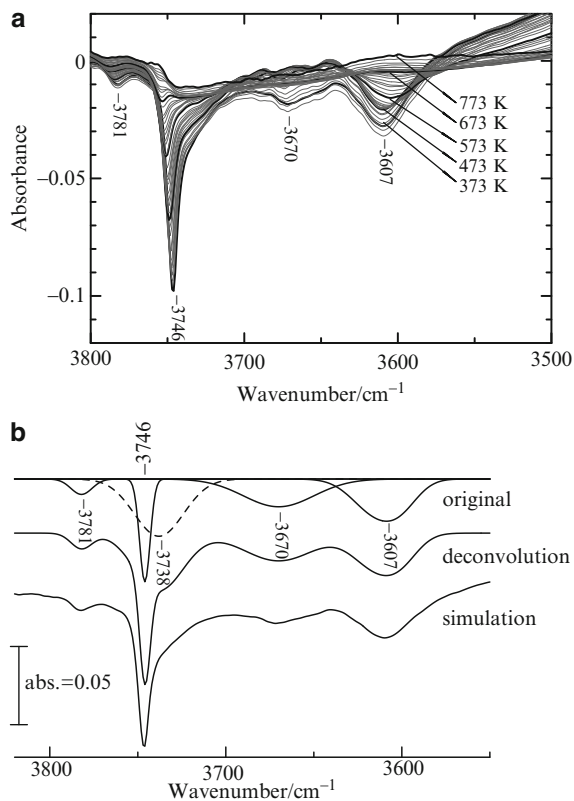 a
0
−0.05
−0.1
Absorbance
−3781
−3746
−3670
−3607
773 K
673 K
573 K
473 K
373 K
3800
3700
3600
3500
Wavenumber/cm⁻¹
b
−3746
original
−3781
−3738
−3670
−3607
deconvolution
simulation
abs.=0.05
3800
3700
3600
Wavenumber/cm⁻¹